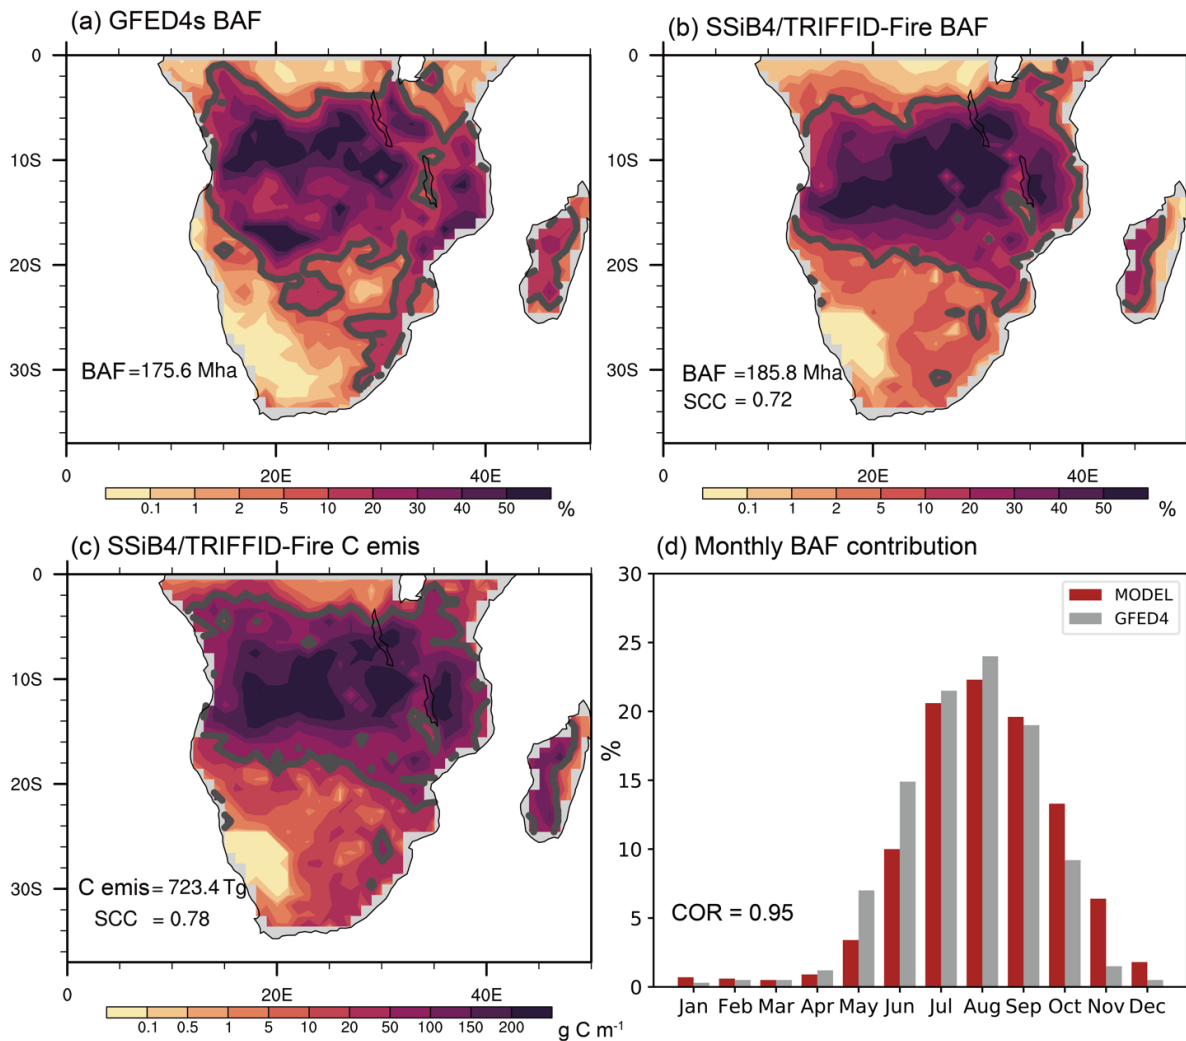 (a) GFED4s BAF
(b) SSiB4/TRIFFID-Fire BAF
0
10S
20S
30S
BAF=175.6 Mha
0
20E
40E
0.1 1 2 5 10 20 30 40 50 %
0
10S
20S
30S
BAF =185.8 Mha
SCC = 0.72
0
20E
40E
0.1 1 2 5 10 20 30 40 50 %
(c) SSiB4/TRIFFID-Fire C emis
0
10S
20S
30S
C emis= 723.4 Tg
SCC = 0.78
0
20E
40E
0.1 0.5 1 5 10 20 50 100 150 200 g C m-1
(d) Monthly BAF contribution
30
25
20
15
10
5
0
%
MODEL
GFED4
COR = 0.95
Jan Feb Mar Apr May Jun Jul Aug Sep Oct Nov Dec